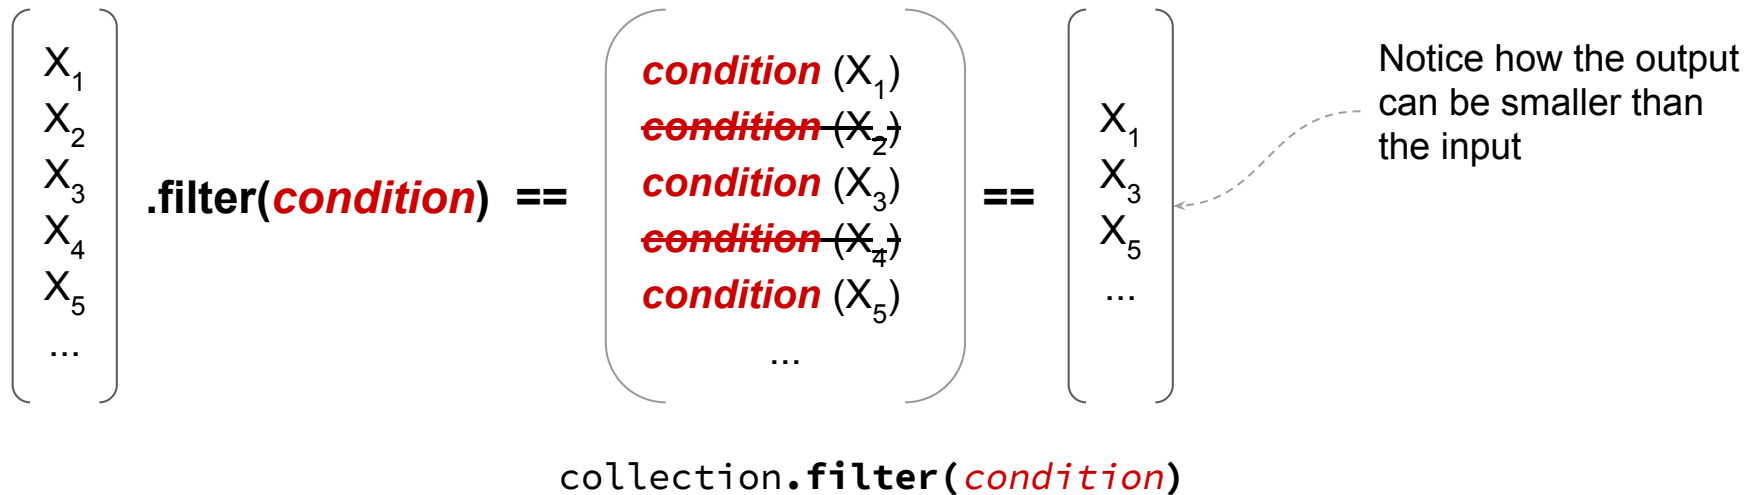 X1
X2
X3
X4
X5
...
.filter(condition) ==
condition (X1)
condition (X2)
condition (X3)
condition (X4)
condition (X5)
...
==
X1
X3
X5
...
Notice how the output
can be smaller than
the input
collection.filter(condition)